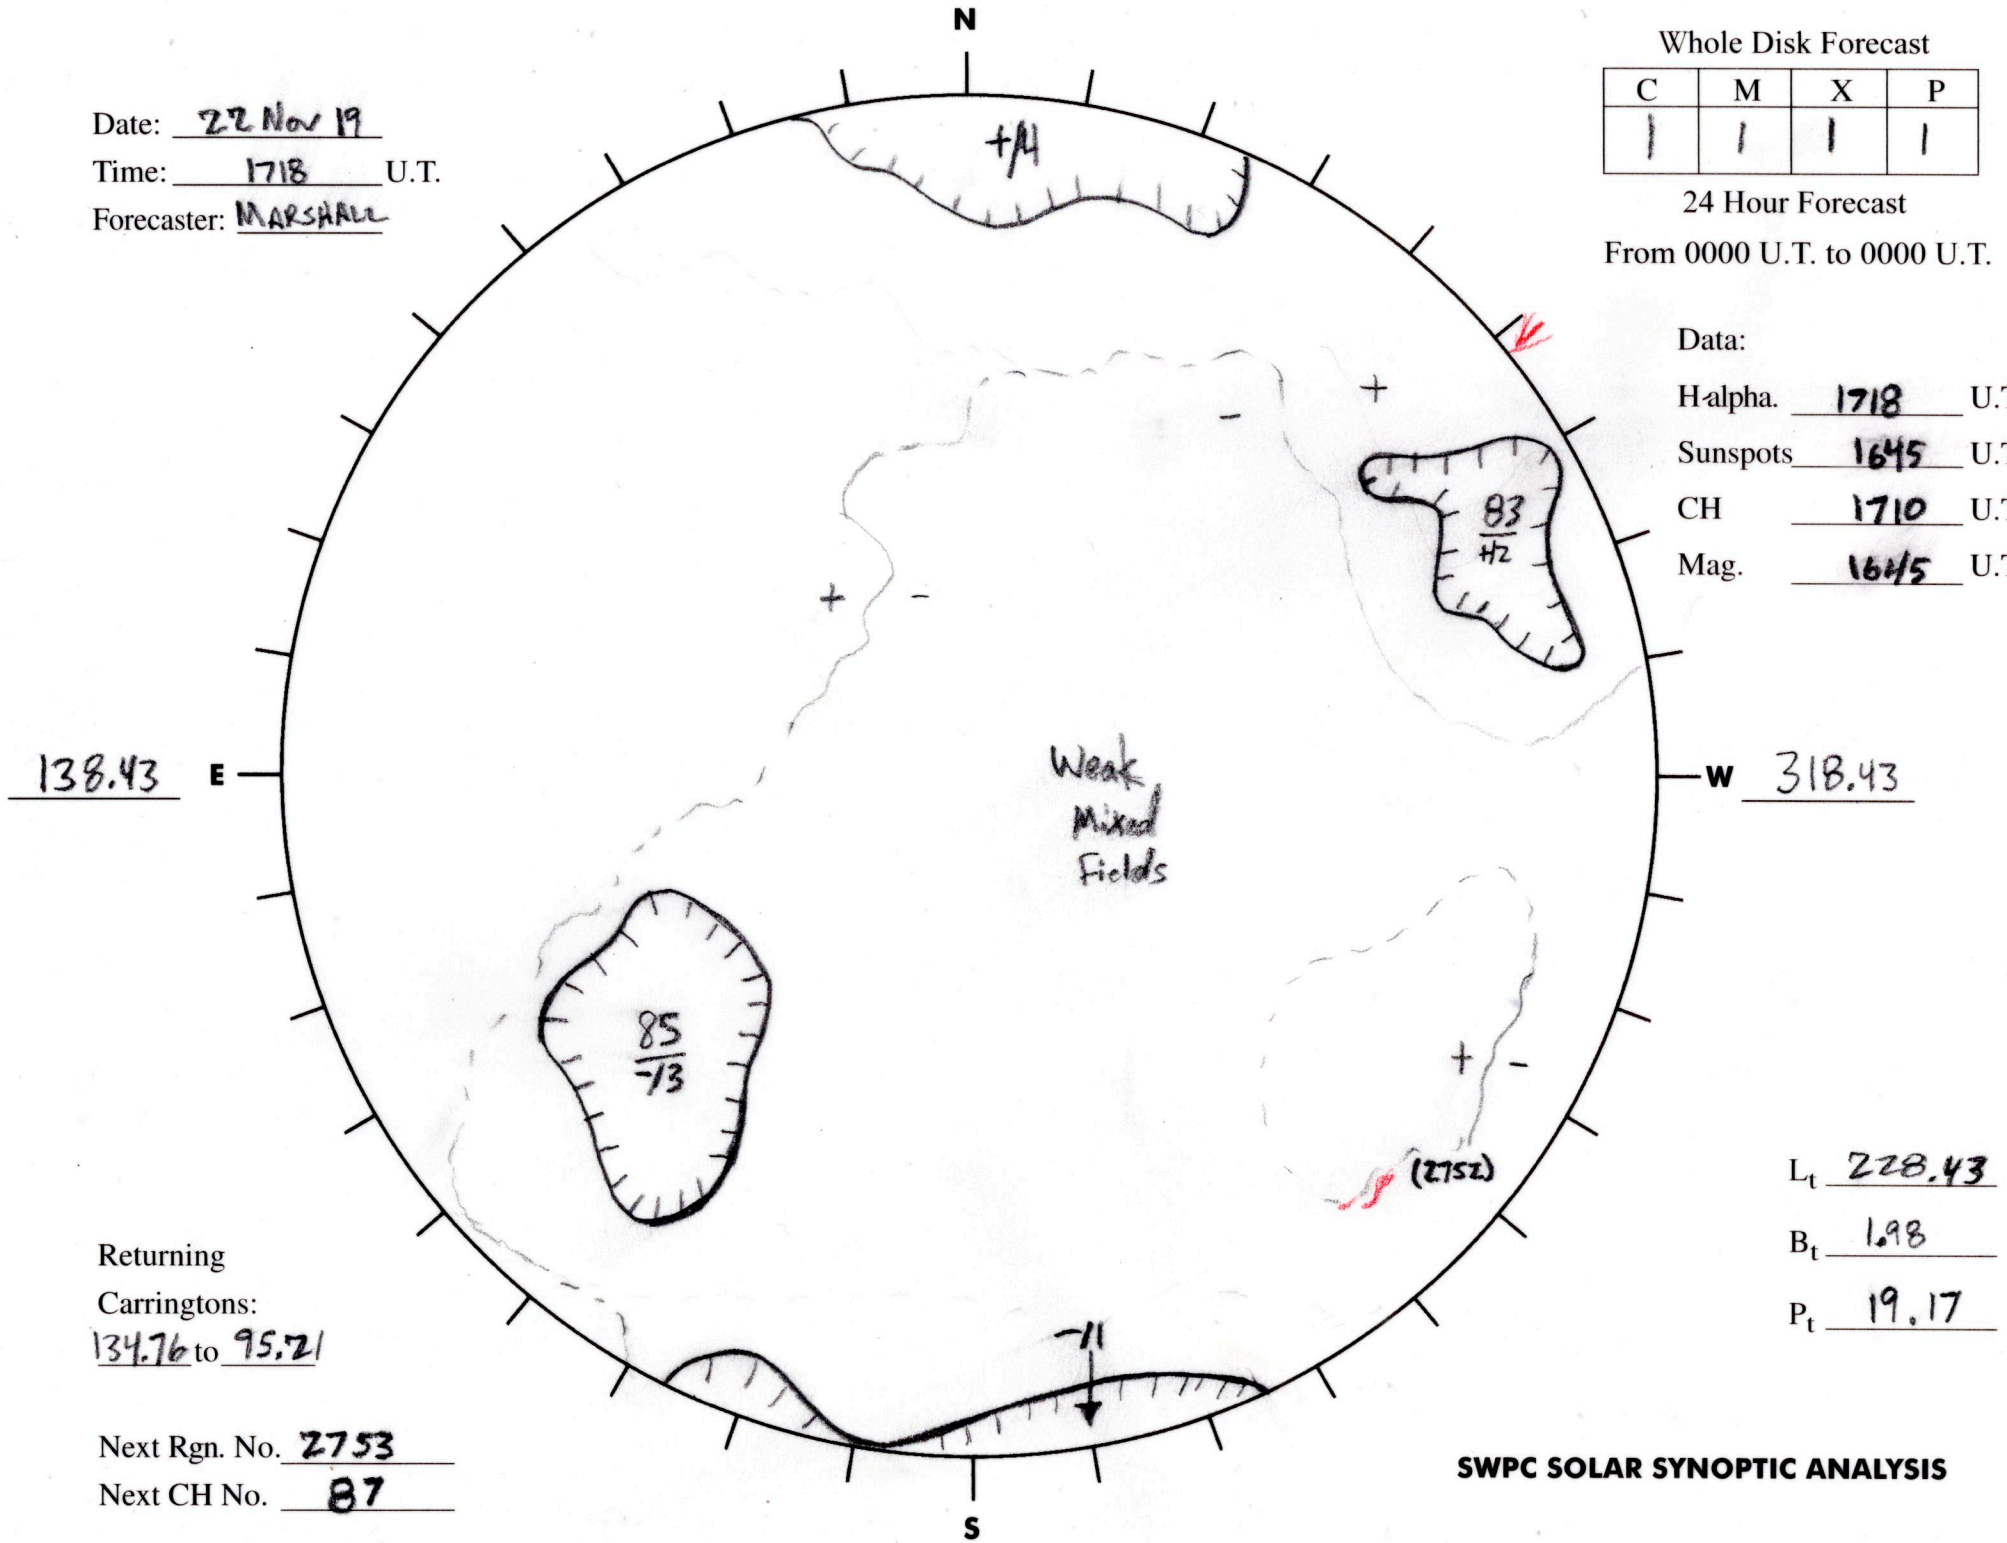 N
Date: 22 Nov 19
Time: 1718 U.T.
Forecaster: MARSHALL
Whole Disk Forecast
C M X P
1 1 1 1
24 Hour Forecast
From 0000 U.T. to 0000 U.T.
Data:
H-alpha. 1718 U.T
Sunspots 1645 U.T
CH 1710 U.T
Mag. 1645 U.T
+/4
+
-
83
+/2
+ -
138.43 E
Weak
Mixed
Fields
W 318.43
85
-/3
+ -
(2752)
Lt 228.43
Bt 1.98
Pt 19.17
Returning
Carringtons:
134.76 to 95.21
-/1
Next Rgn. No. 2753
Next CH No. 87
S
SWPC SOLAR SYNOPTIC ANALYSIS